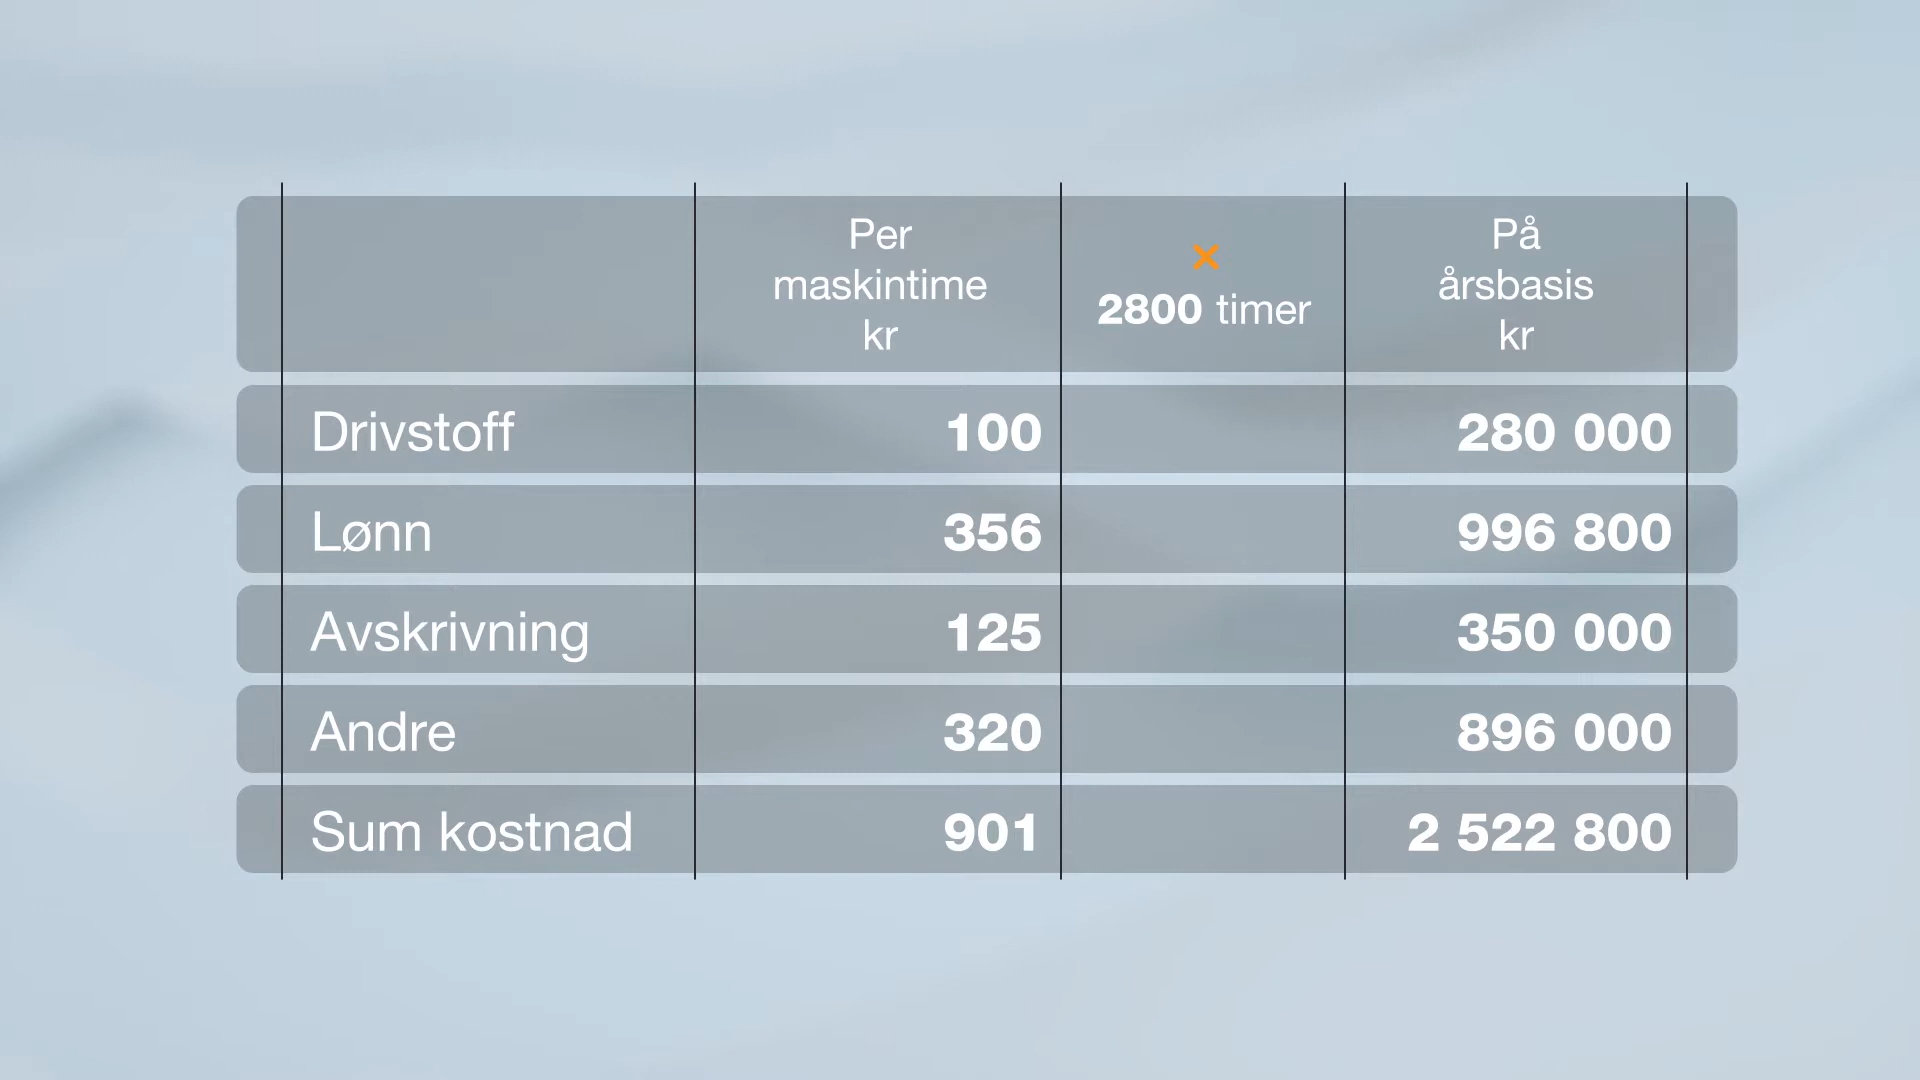 Per
maskintime
kr
×
2800 timer
På
årsbasis
kr
Drivstoff 100 280 000
Lønn 356 996 800
Avskrivning 125 350 000
Andre 320 896 000
Sum kostnad 901 2 522 800